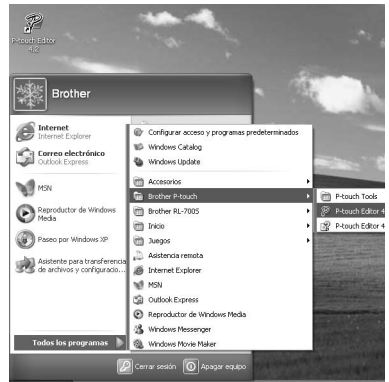 P-touch Editor
4.2
Brother
Internet
Internet Explorer
Correo electrónico
Outlook Express
MSN
Reproductor de Windows
Media
Paseo por Windows XP
Asistente para transferencia
de archivos y configuracio...
Todos los programas
Configurar acceso y programas predeterminados
Windows Catalog
Windows Update
Accesorios
Brother P-touch
Brother RL-700S
Inicio
Juegos
Asistencia remota
Internet Explorer
MSN
Outlook Express
Reproductor de Windows Media
Windows Messenger
Windows Movie Maker
P-touch Tools
P-touch Editor 4
P-touch Editor 4
Cerrar sesión
Apagar equipo